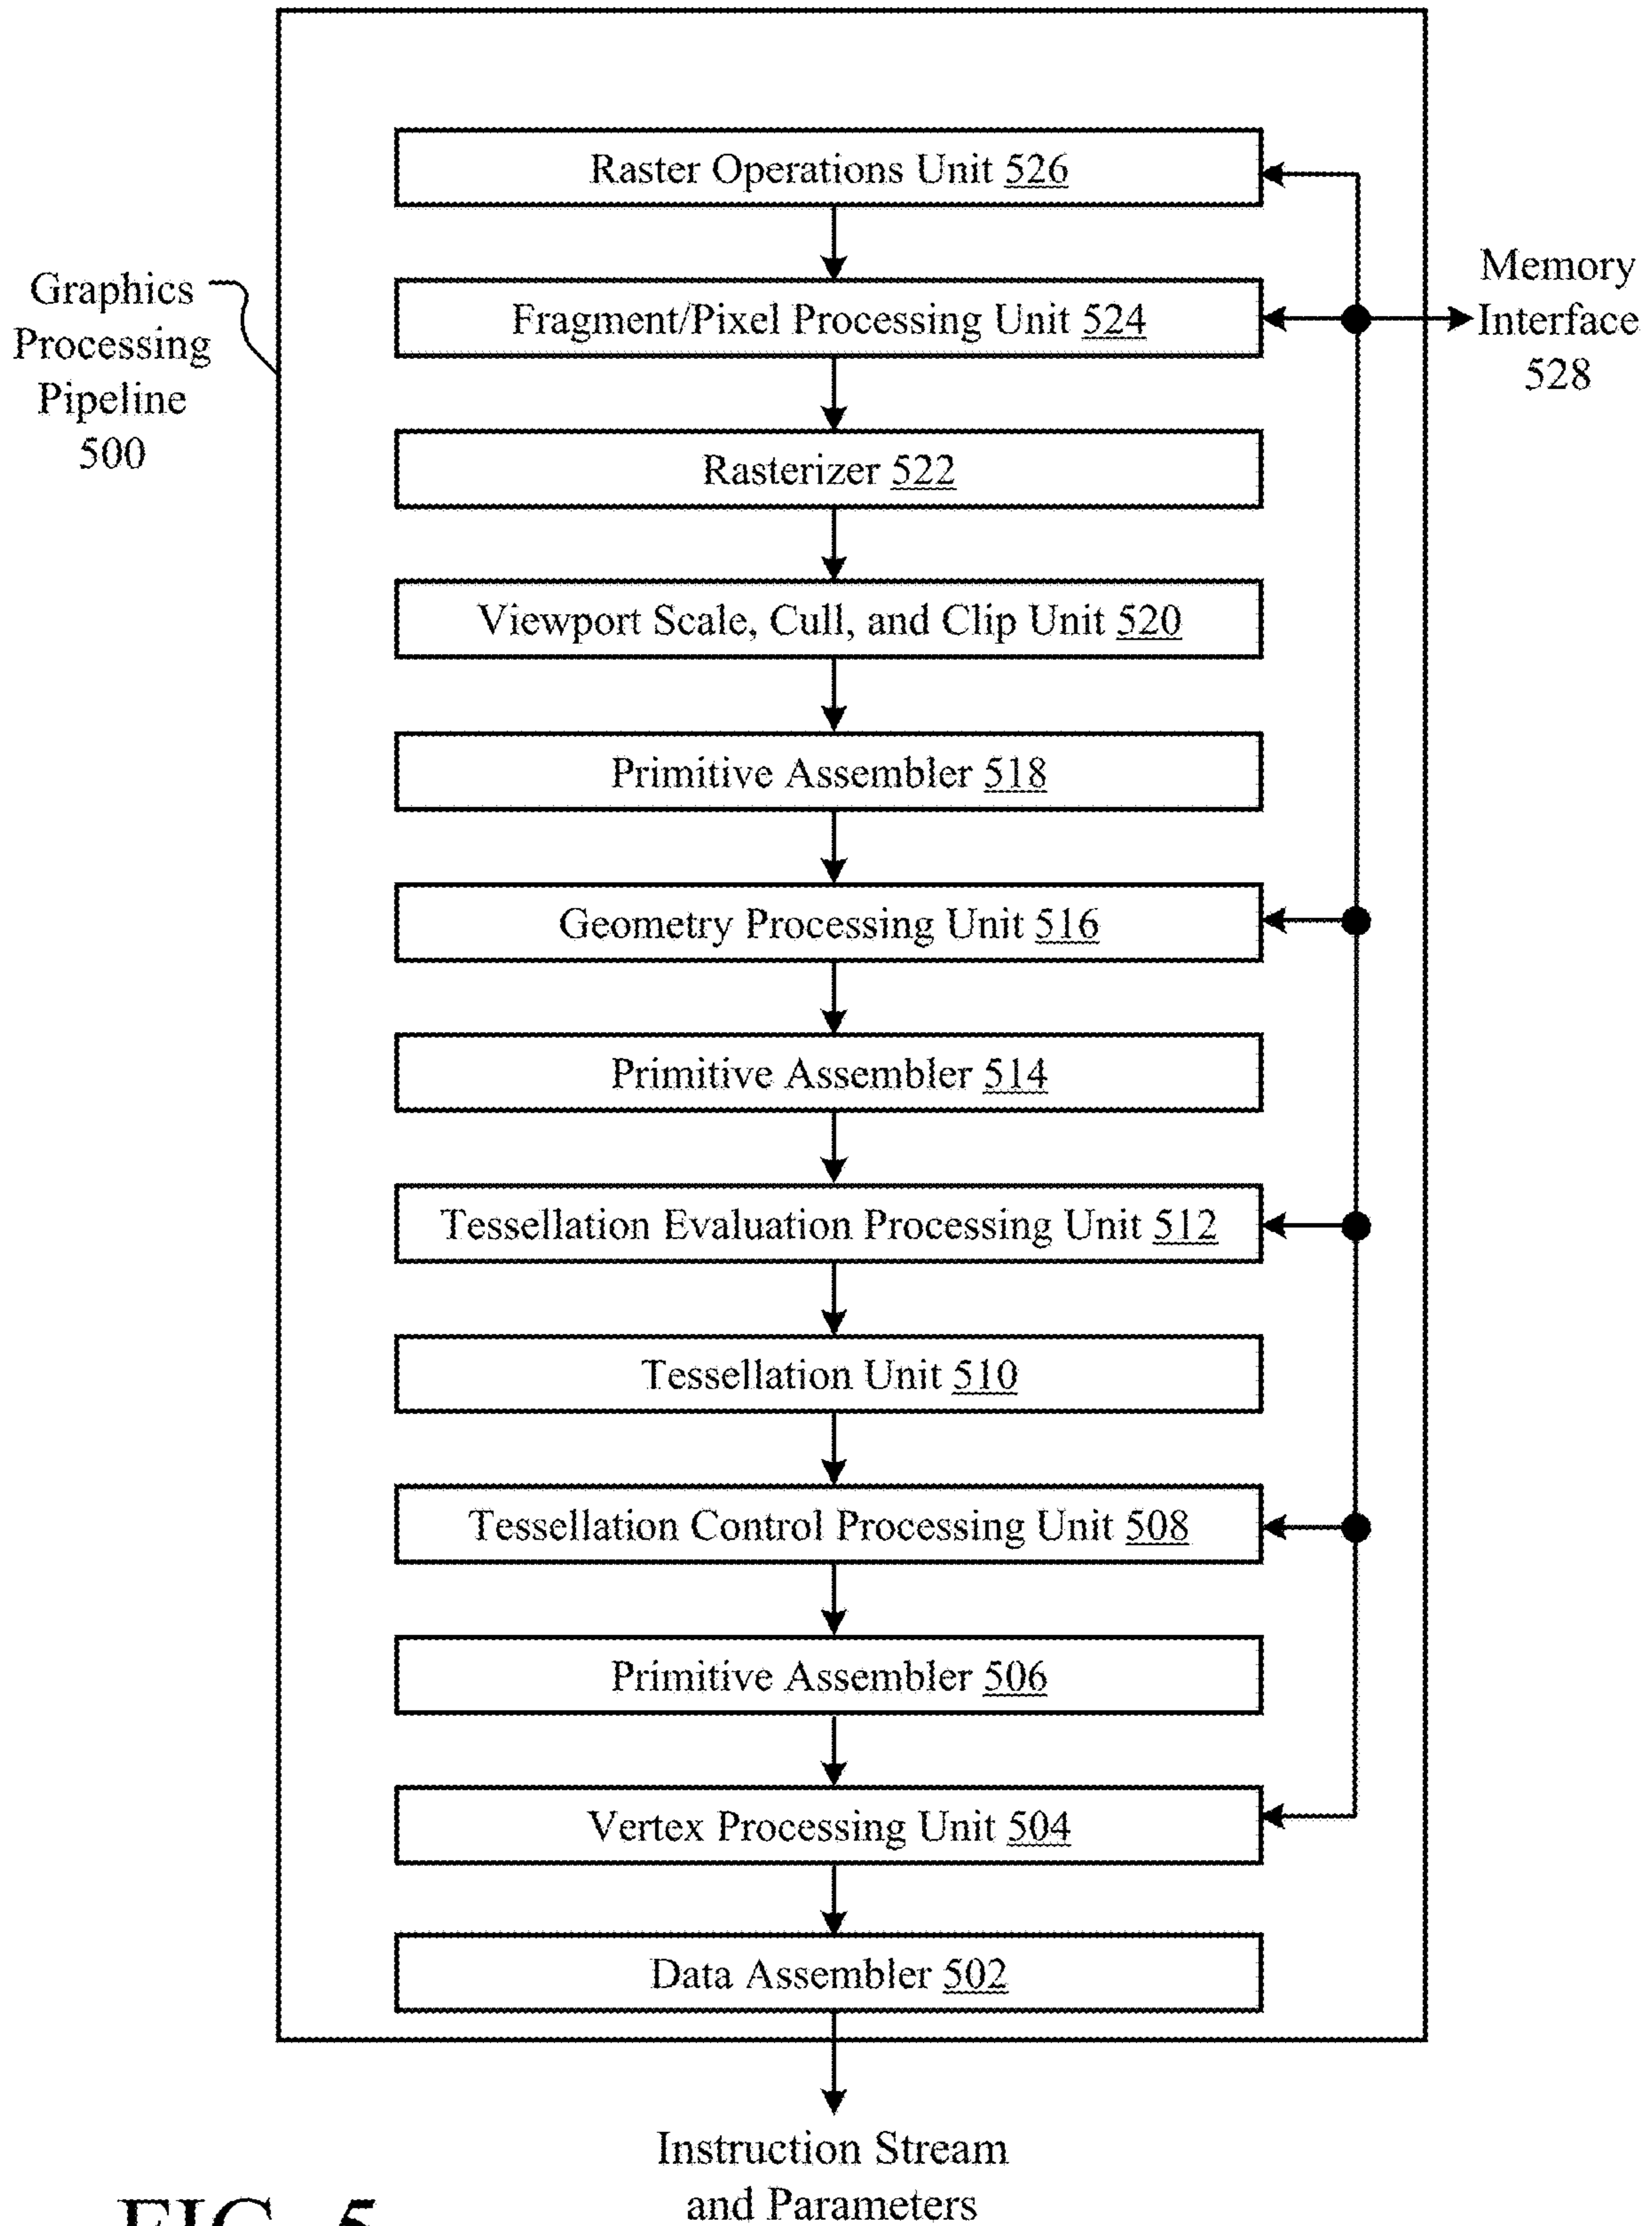 Raster Operations Unit 526
Graphics
Processing
Pipeline
500
Memory
Interface
528
Fragment/Pixel Processing Unit 524
Rasterizer 522
Viewport Scale, Cull, and Clip Unit 520
Primitive Assembler 518
Geometry Processing Unit 516
Primitive Assembler 514
Tessellation Evaluation Processing Unit 512
Tessellation Unit 510
Tessellation Control Processing Unit 508
Primitive Assembler 506
Vertex Processing Unit 504
Data Assembler 502
Instruction Stream
and Parameters
FIG. 5